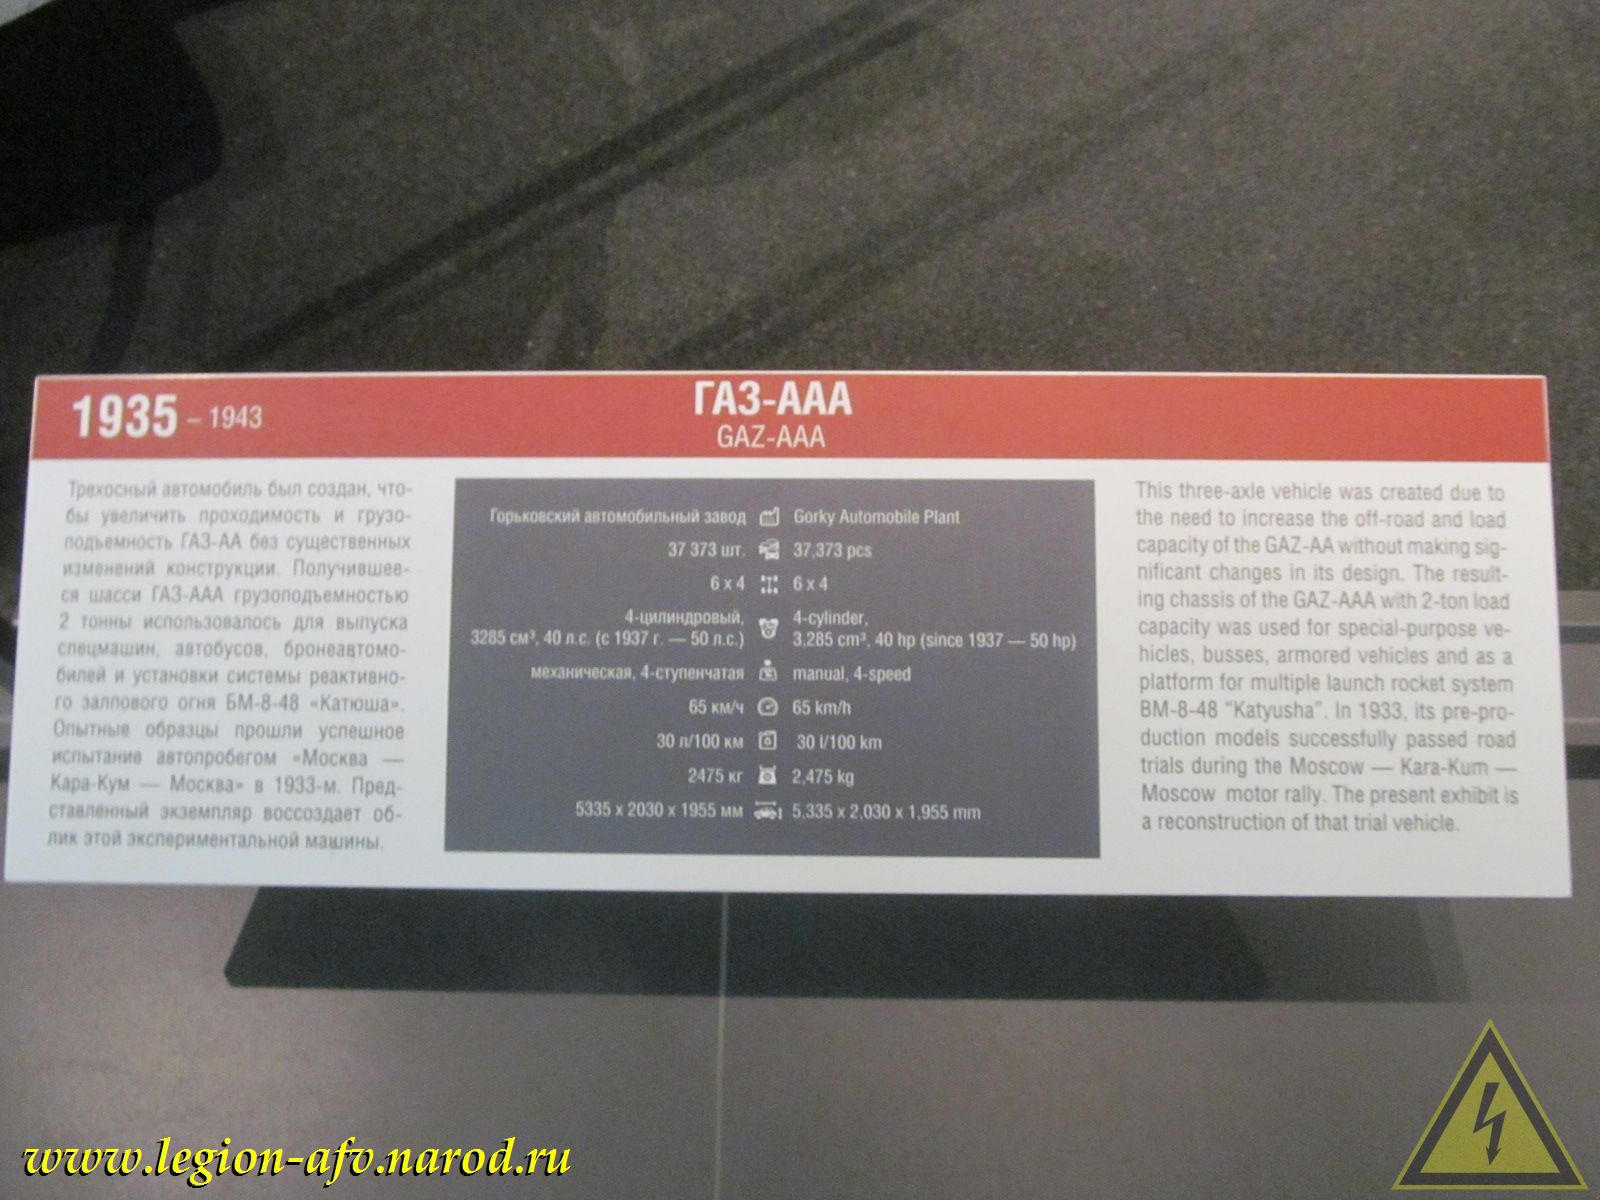 1935 – 1943
ГАЗ-ААА
GAZ-AAA
Трехосный автомобиль был создан, что-
бы увеличить проходимость и грузо-
подъемность ГАЗ-АА без существенных
изменений конструкции. Получившее-
ся шасси ГАЗ-ААА грузоподъемностью
2 тонны использовалось для выпуска
спецмашин, автобусов, бронеавтомо-
билей и установки системы реактивно-
го залпового огня БМ-8-48 «Катюша».
Опытные образцы прошли успешное
испытание автопробегом «Москва —
Кара-Кум — Москва» в 1933-м. Пред-
ставленный экземпляр воссоздает об-
лик этой экспериментальной машины.
Горьковский автомобильный завод Gorky Automobile Plant
37 373 шт. 37,373 pcs
6 x 4 6 x 4
4-цилиндровый, 4-cylinder,
3285 см³, 40 л.с. (с 1937 г. — 50 л.с.) 3,285 cm³, 40 hp (since 1937 — 50 hp)
механическая, 4-ступенчатая manual, 4-speed
65 км/ч 65 km/h
30 л/100 км 30 l/100 km
2475 кг 2,475 kg
5335 x 2030 x 1955 мм 5,335 x 2,030 x 1,955 mm
This three-axle vehicle was created due to
the need to increase the off-road and load
capacity of the GAZ-AA without making sig-
nificant changes in its design. The result-
ing chassis of the GAZ-AAA with 2-ton load
capacity was used for special-purpose ve-
hicles, busses, armored vehicles and as a
platform for multiple launch rocket system
BM-8-48 “Katyusha”. In 1933, its pre-pro-
duction models successfully passed road
trials during the Moscow — Kara-Kum —
Moscow motor rally. The present exhibit is
a reconstruction of that trial vehicle.
www.legion-afv.narod.ru